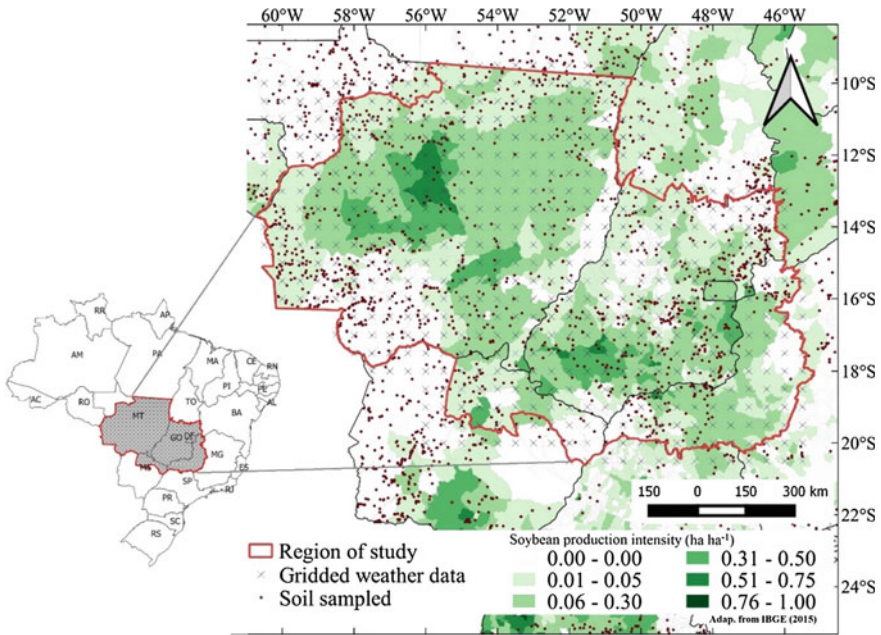 60°W 58°W 56°W 54°W 52°W 50°W 48°W 46°W
10°S
12°S
14°S
16°S
18°S
20°S
22°S
24°S
RR
AP
AM
PA
MA
CE
RN
PI
PE
AL
AC
RO
TO
BA
MT
GO
DF
MG
ES
MS
SP
RJ
PR
SC
RS
150 0 150 300 km
Region of study
Gridded weather data
Soil sampled
Soybean production intensity (ha ha⁻¹)
0.00 - 0.00 0.31 - 0.50
0.01 - 0.05 0.51 - 0.75
0.06 - 0.30 0.76 - 1.00
Adap. from IBGE (2015)